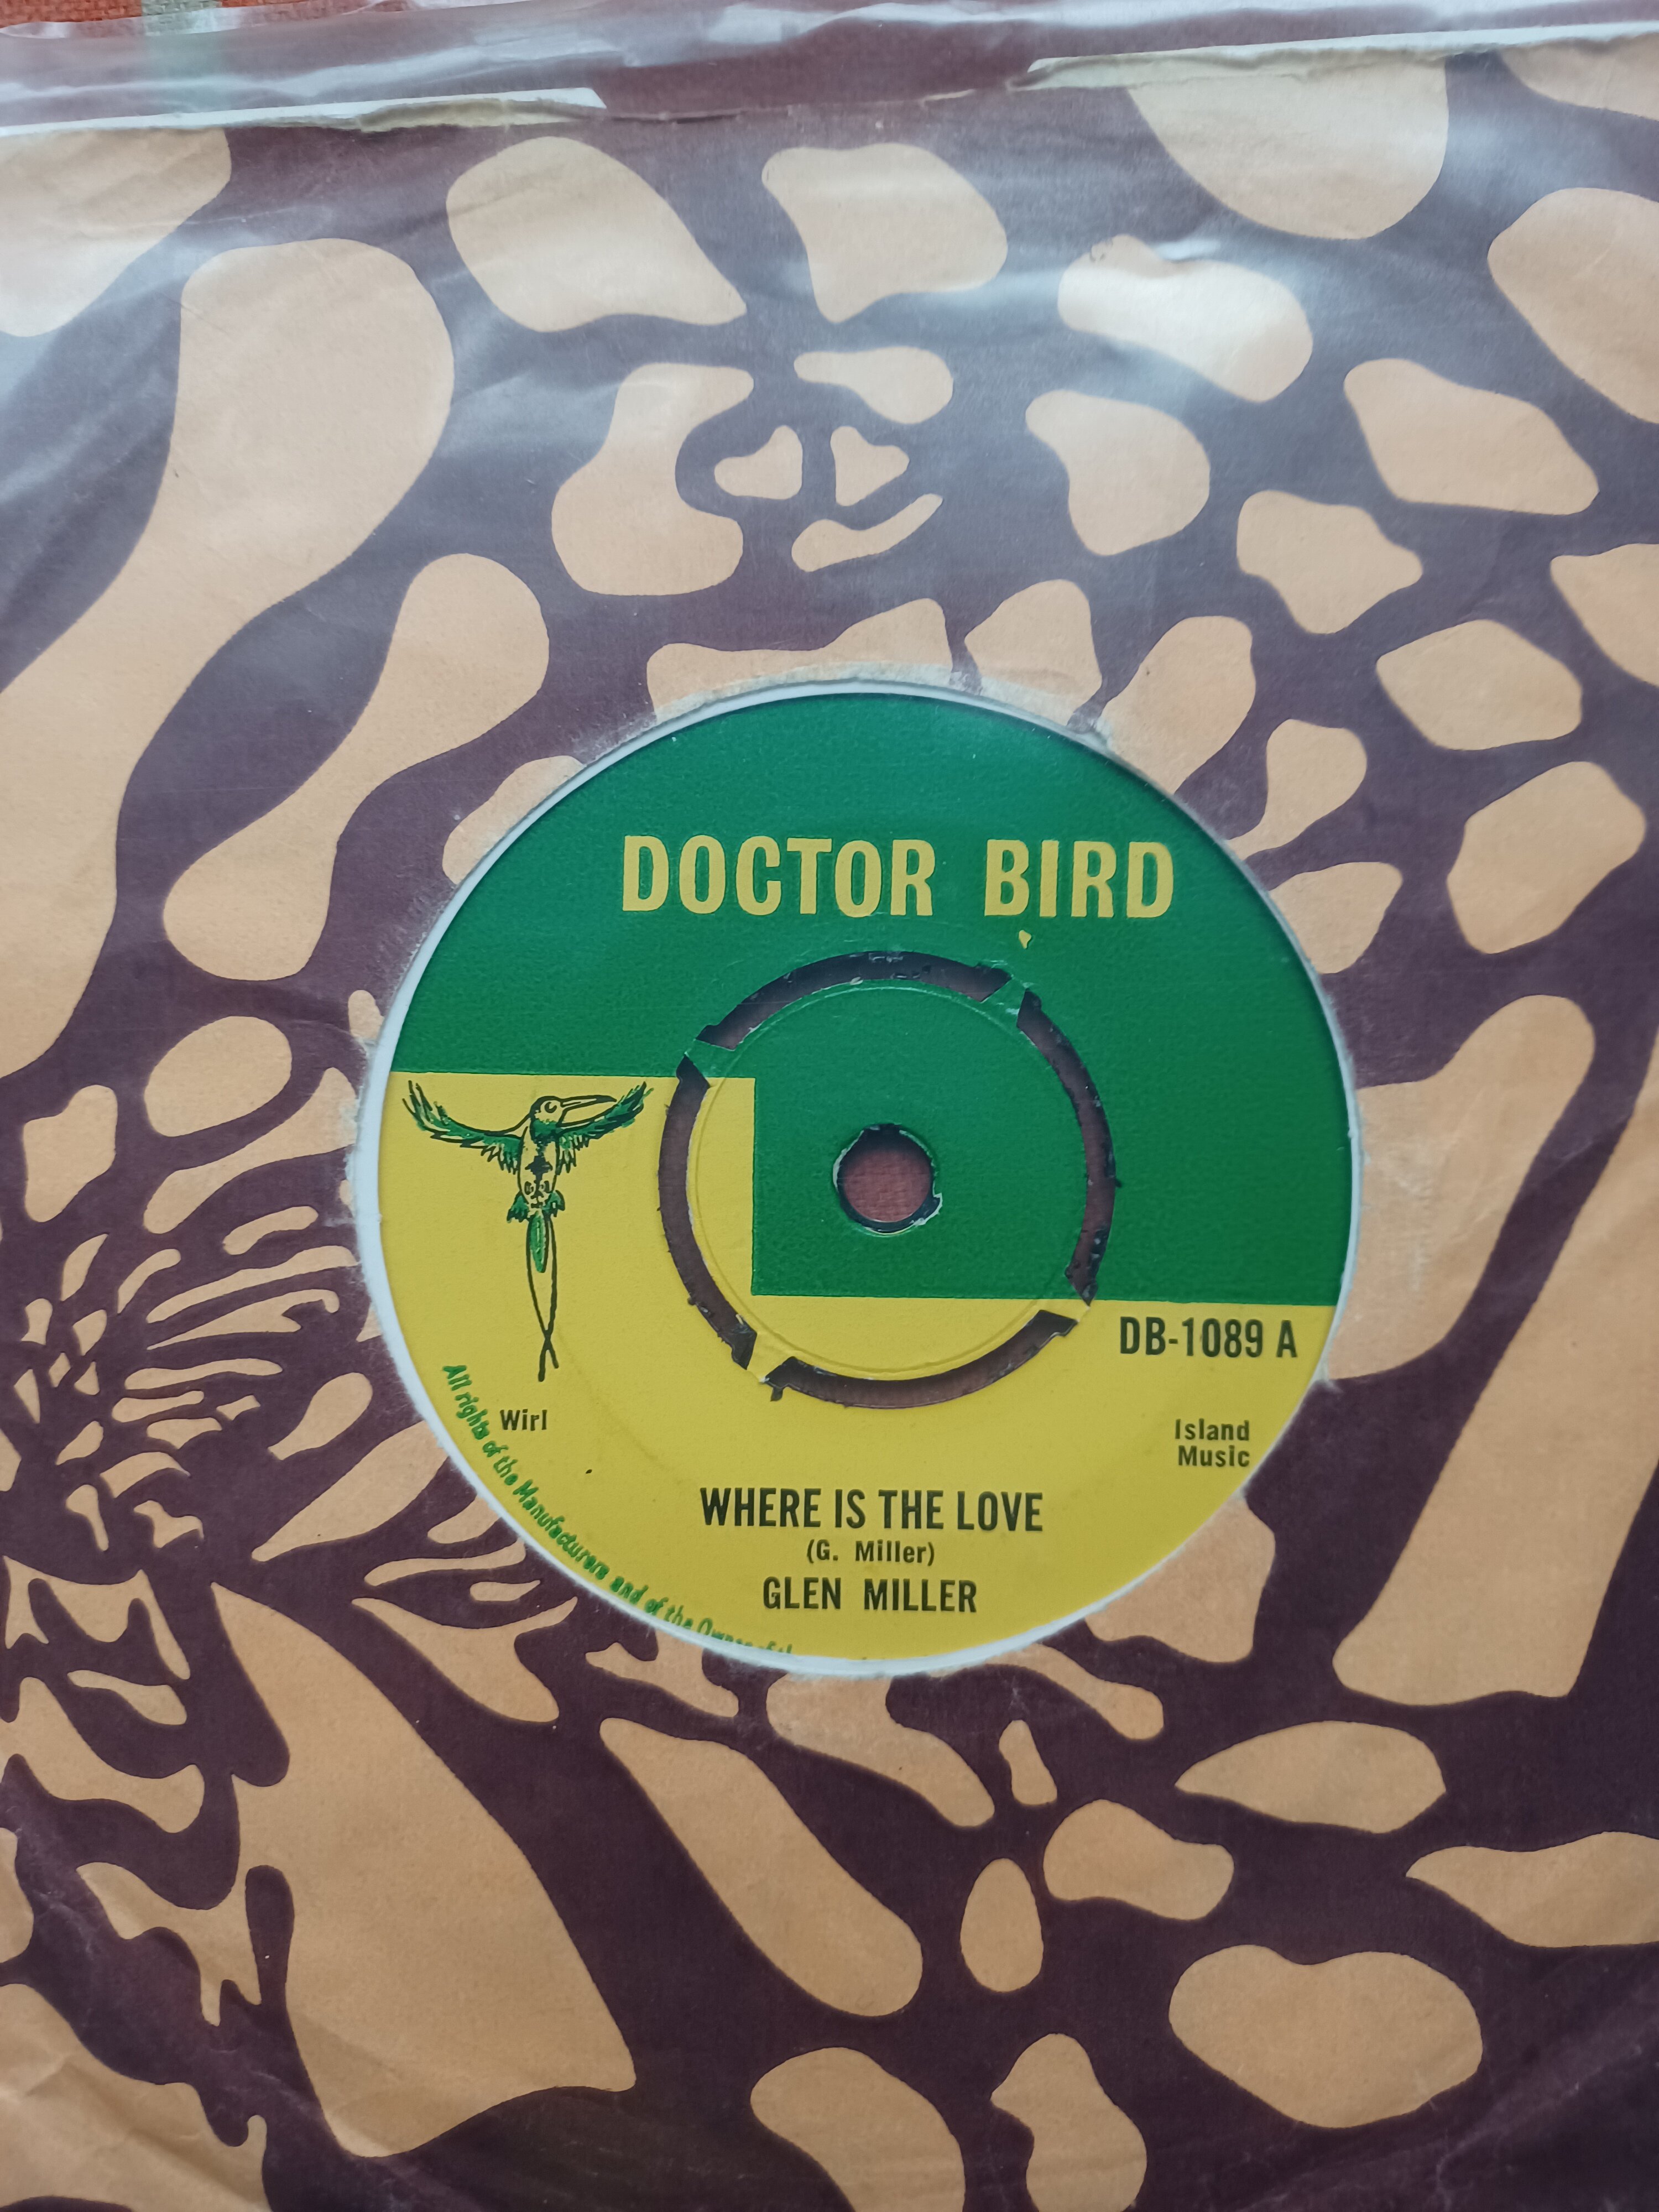 DOCTOR BIRD
DB-1089 A
Wirl
Island
Music
WHERE IS THE LOVE
(G. Miller)
GLEN MILLER
All rights of the Manufacturers and of the